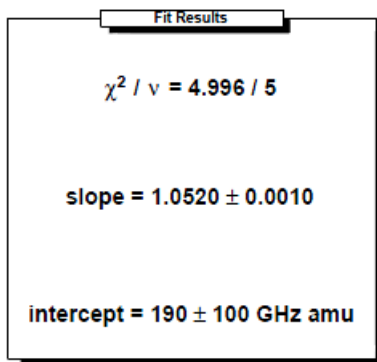 Fit Results
χ² / ν = 4.996 / 5
slope = 1.0520 ± 0.0010
intercept = 190 ± 100 GHz amu